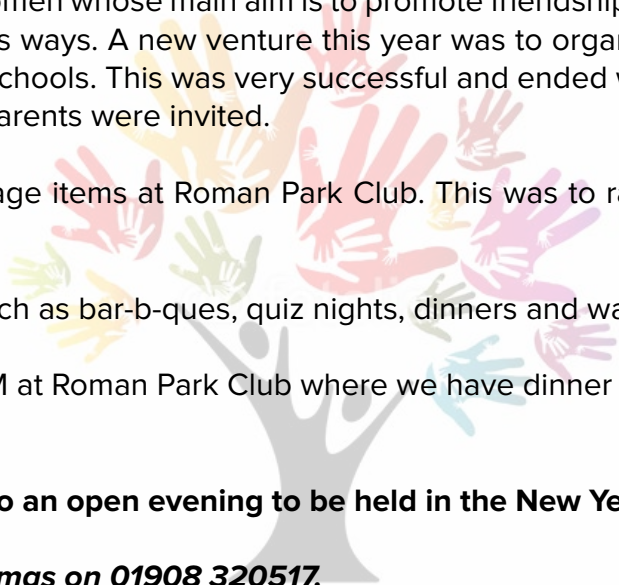 omen whose main aim is to promote friendship
s ways. A new venture this year was to orga
chools. This was very successful and ended
arents were invited.
age items at Roman Park Club. This was to ra
ch as bar-b-ques, quiz nights, dinners and wa
M at Roman Park Club where we have dinner
o an open evening to be held in the New Ye
mas on 01908 320517.